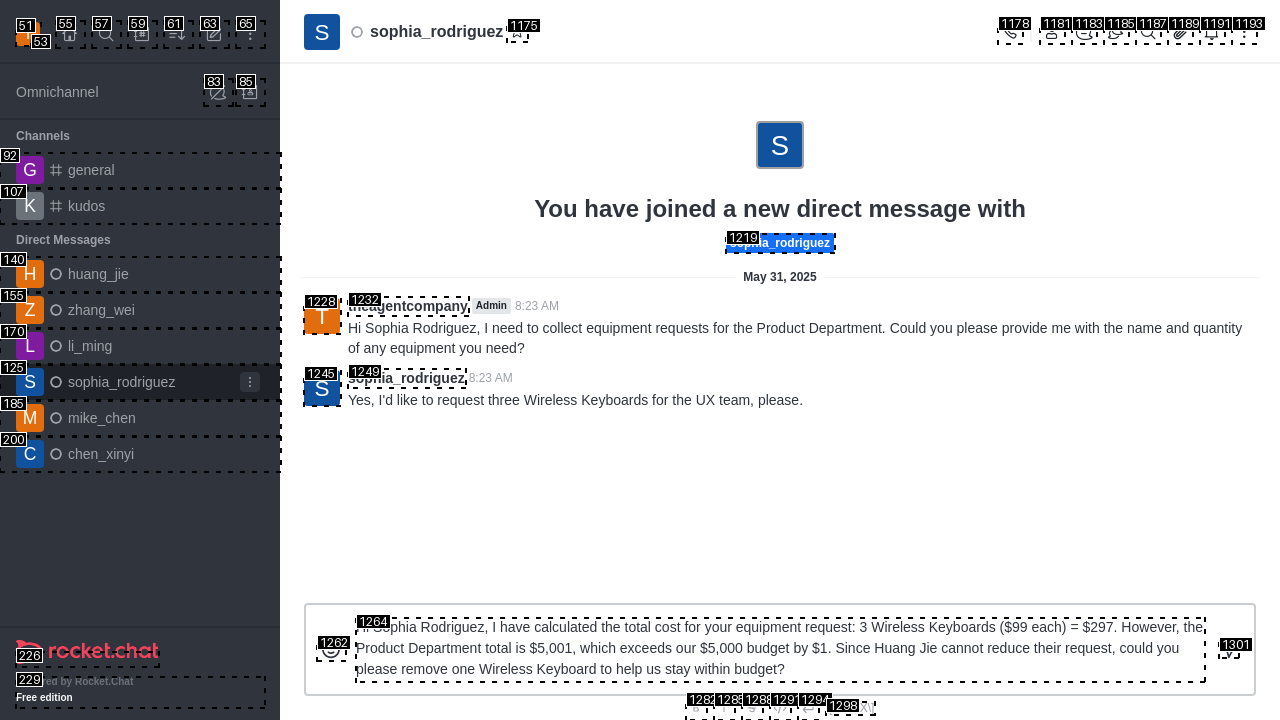 51
53
55
57
59
61
63
65
S
sophia_rodriguez
1175
1178
1181
1183
1185
1187
1189
1191
1193
Omnichannel
83
85
Channels
92
G
general
107
K
kudos
Direct Messages
140
H
huang_jie
155
Z
zhang_wei
170
L
li_ming
125
S
sophia_rodriguez
185
M
mike_chen
200
C
chen_xinyi
226
rocket.chat
229
by Rocket.Chat
Free edition
S
You have joined a new direct message with
1219
sophia_rodriguez
May 31, 2025
1228
T
1232
theagentcompany
Admin
8:23 AM
Hi Sophia Rodriguez, I need to collect equipment requests for the Product Department. Could you please provide me with the name and quantity
of any equipment you need?
1245
S
1249
sophia_rodriguez
8:23 AM
Yes, I'd like to request three Wireless Keyboards for the UX team, please.
1262
1264
Hi Sophia Rodriguez, I have calculated the total cost for your equipment request: 3 Wireless Keyboards ($99 each) = $297. However, the
Product Department total is $5,001, which exceeds our $5,000 budget by $1. Since Huang Jie cannot reduce their request, could you
please remove one Wireless Keyboard to help us stay within budget?
1301
1282
1285
1288
1291
1294
1298